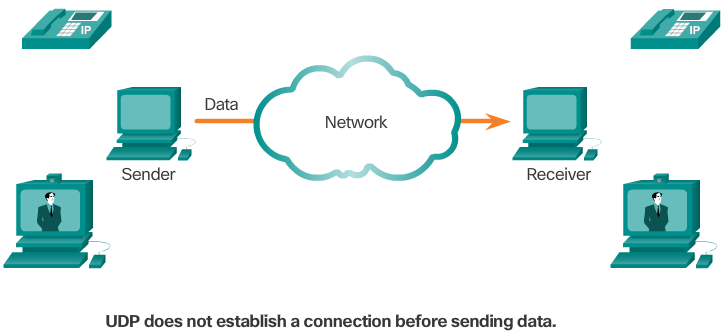 IP
IP
Data
Network
Sender
Receiver
UDP does not establish a connection before sending data.